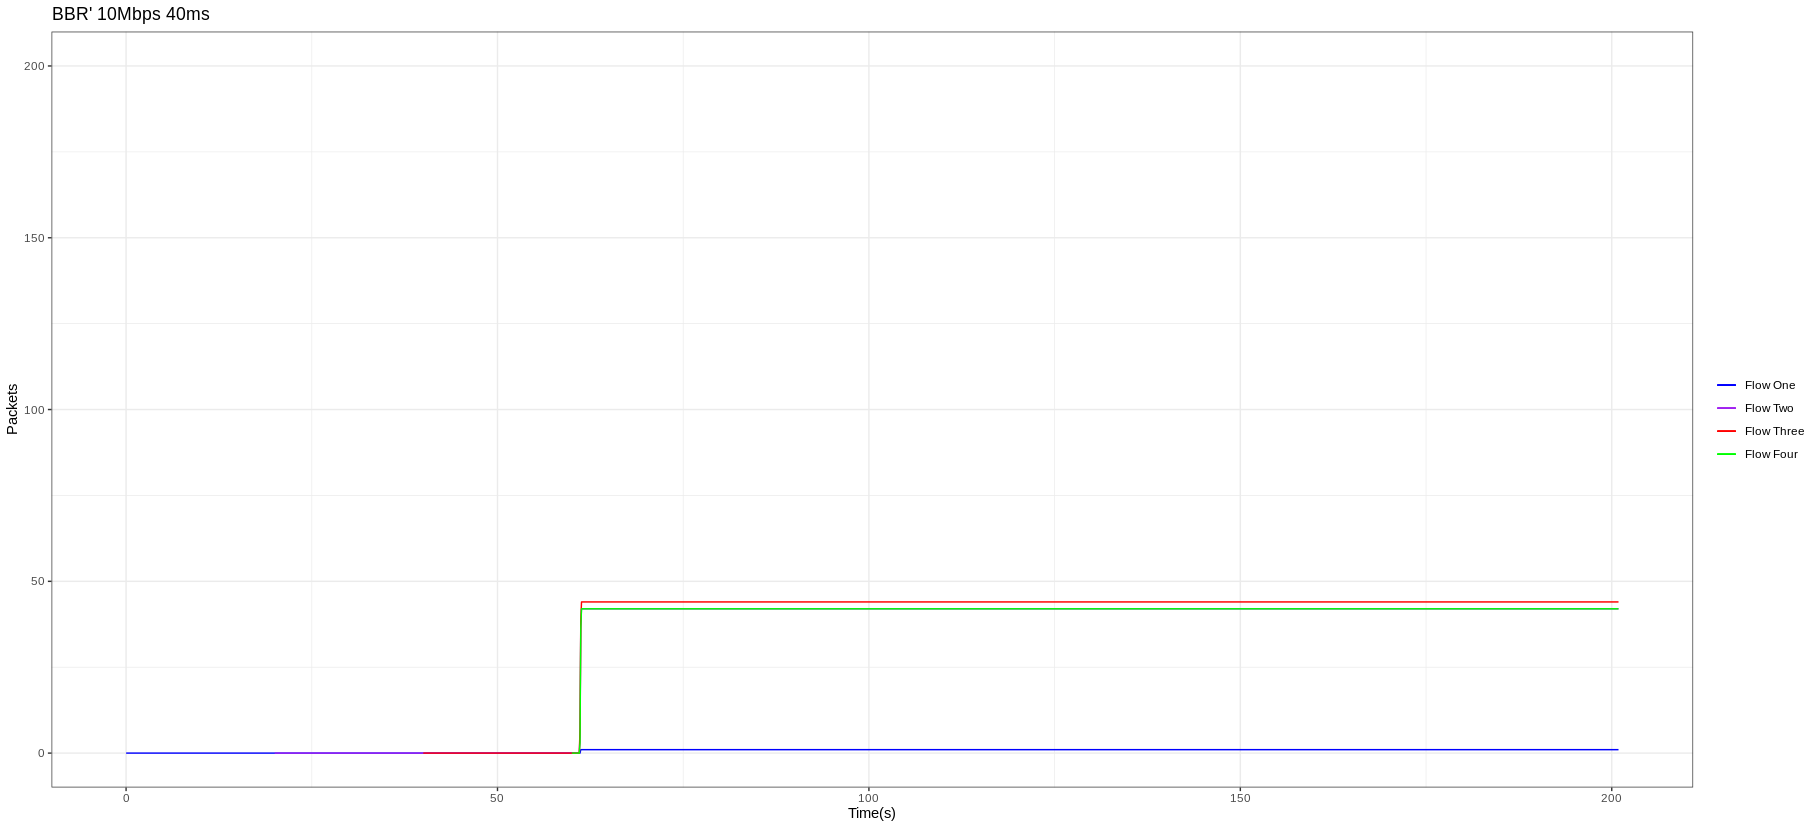 BBR' 10Mbps 40ms
200
150
100
50
0
Packets
0 50 100 150 200
Time(s)
Flow One
Flow Two
Flow Three
Flow Four